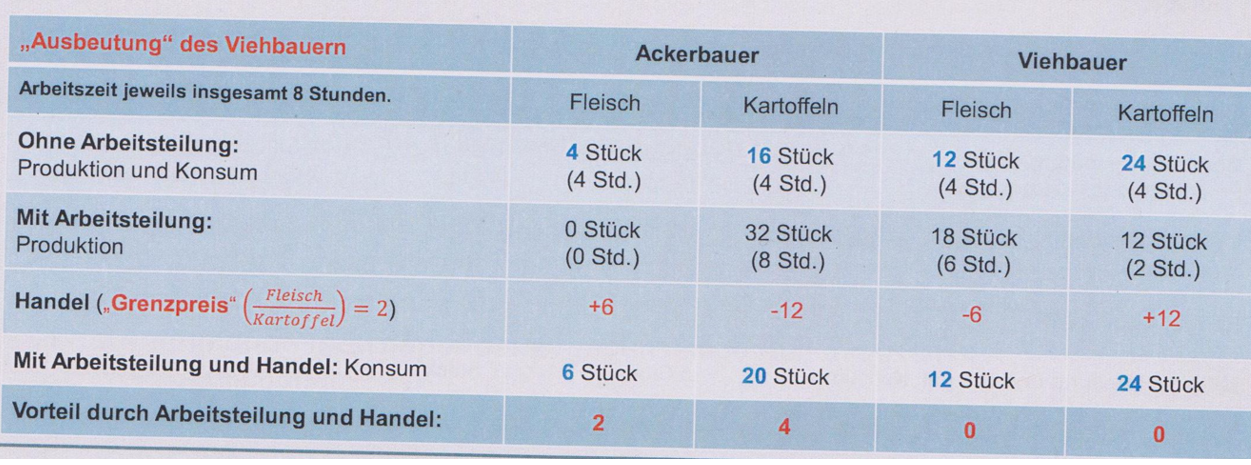 „Ausbeutung“ des Viehbauern Ackerbauer Viehbauer
Arbeitszeit jeweils insgesamt 8 Stunden. Fleisch Kartoffeln Fleisch Kartoffeln
Ohne Arbeitsteilung: 4 Stück 16 Stück 12 Stück 24 Stück
Produktion und Konsum (4 Std.) (4 Std.) (4 Std.) (4 Std.)
Mit Arbeitsteilung: 0 Stück 32 Stück 18 Stück 12 Stück
Produktion (0 Std.) (8 Std.) (6 Std.) (2 Std.)
Handel („Grenzpreis“ (Fleisch/Kartoffel) = 2) +6 -12 -6 +12
Mit Arbeitsteilung und Handel: Konsum 6 Stück 20 Stück 12 Stück 24 Stück
Vorteil durch Arbeitsteilung und Handel: 2 4 0 0